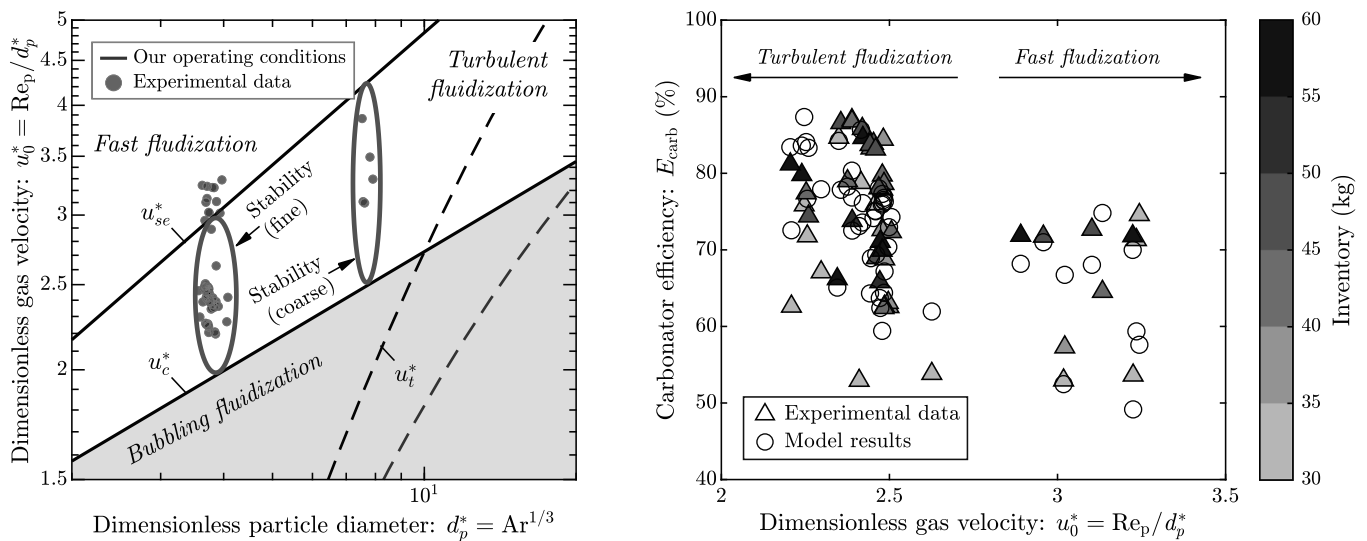 Our operating conditions
Experimental data
Turbulent
fluidization
Fast fludization
Stability
(fine)
u*se
Stability
(coarse)
u*c
Bubbling fluidization
u*t
5
4.5
4
3.5
3
2.5
2
1.5
10¹
Dimensionless gas velocity: u*0 = Rep/d*p
Dimensionless particle diameter: d*p = Ar1/3
Turbulent fludization
Fast fludization
Experimental data
Model results
100
90
80
70
60
50
40
2
2.5
3
3.5
Carbonator efficiency: Ecarb (%)
Dimensionless gas velocity: u*0 = Rep/d*p
60
55
50
45
40
35
30
Inventory (kg)